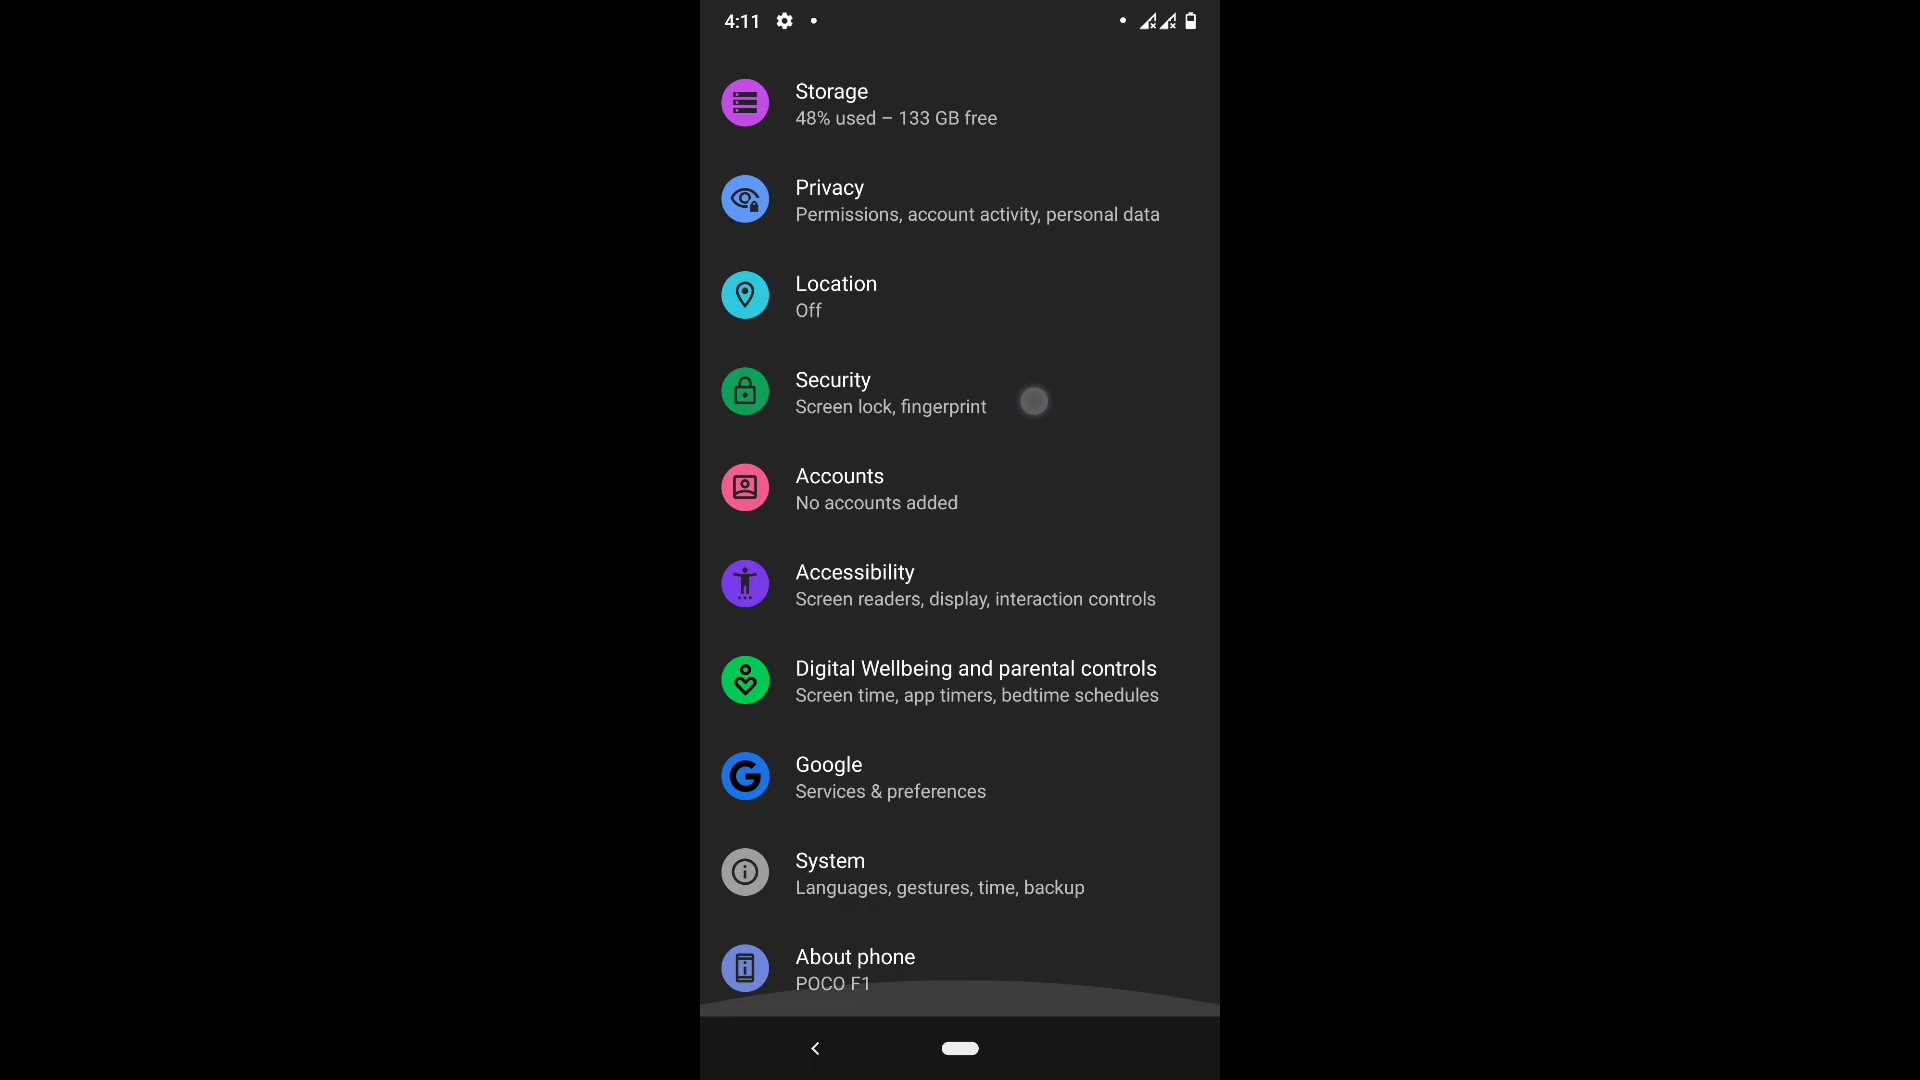 4:11
Storage
48% used – 133 GB free
Privacy
Permissions, account activity, personal data
Location
Off
Security
Screen lock, fingerprint
Accounts
No accounts added
Accessibility
Screen readers, display, interaction controls
Digital Wellbeing and parental controls
Screen time, app timers, bedtime schedules
Google
Services & preferences
System
Languages, gestures, time, backup
About phone
POCO F1